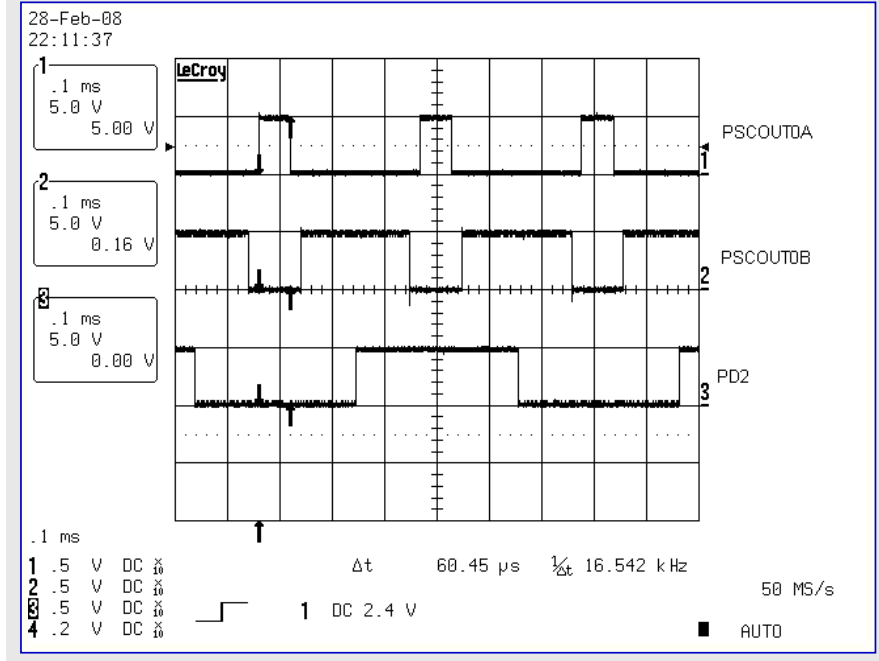 28-Feb-08
22:11:37
1
.1 ms
5.0 V
5.00 V
LeCroy
PSCOUT0A
1
2
.1 ms
5.0 V
0.16 V
PSCOUT0B
2
3
.1 ms
5.0 V
0.00 V
PD2
3
.1 ms
1 .5 V DC X10
2 .5 V DC X10
3 .5 V DC X10
4 .2 V DC X10
Δt 60.45 µs 1/Δt 16.542 kHz
1 DC 2.4 V
50 MS/s
AUTO